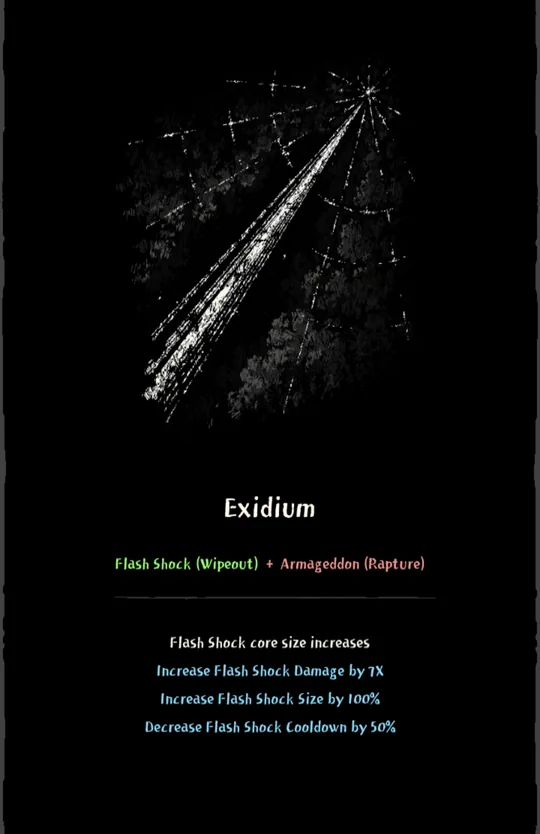 Exidium
Flash Shock (Wipeout) + Armageddon (Rapture)
Flash Shock core size increases
Increase Flash Shock Damage by 7X
Increase Flash Shock Size by 100%
Decrease Flash Shock Cooldown by 50%